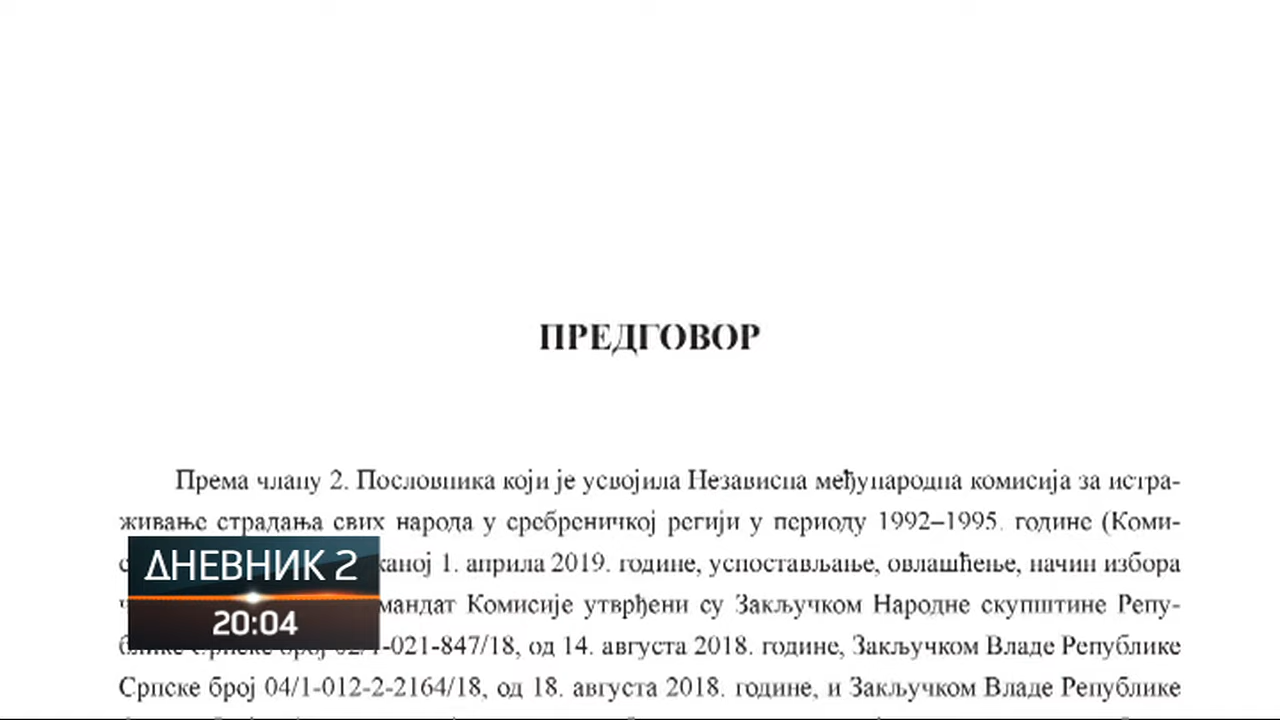 ПРЕДГОВОР
Према члану 2. Пословника који је усвојила Независна међународна комисија за истра-
живање страдања свих народа у сребреничкој регији у периоду 1992–1995. године (Коми-
1. априла 2019. године, успостављање, овлашћење, начин избора
мандат Комисије утврђени су Закључком Народне скупштине Репу-
-021-847/18, од 14. августа 2018. године, Закључком Владе Републике
Српске број 04/1-012-2-2164/18, од 18. августа 2018. године, и Закључком Владе Републике
ДНЕВНИК 2
20:04